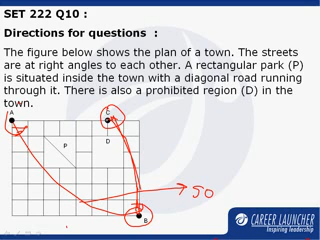 SET 222 Q10 :
Directions for questions :
The figure below shows the plan of a town. The streets
are at right angles to each other. A rectangular park (P)
is situated inside the town with a diagonal road running
through it. There is also a prohibited region (D) in the
town.
A
C
D
P
50
B
CAREER LAUNCHER
Inspiring leadership